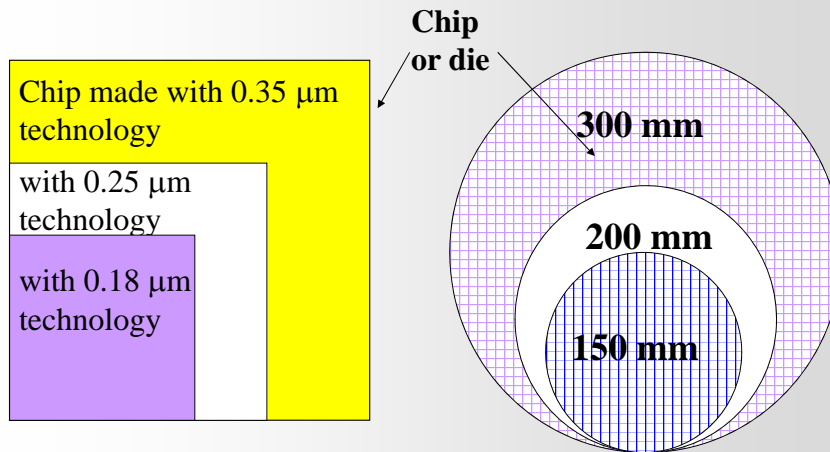 Chip
or die
Chip made with 0.35 μm
technology
with 0.25 μm
technology
with 0.18 μm
technology
300 mm
200 mm
150 mm